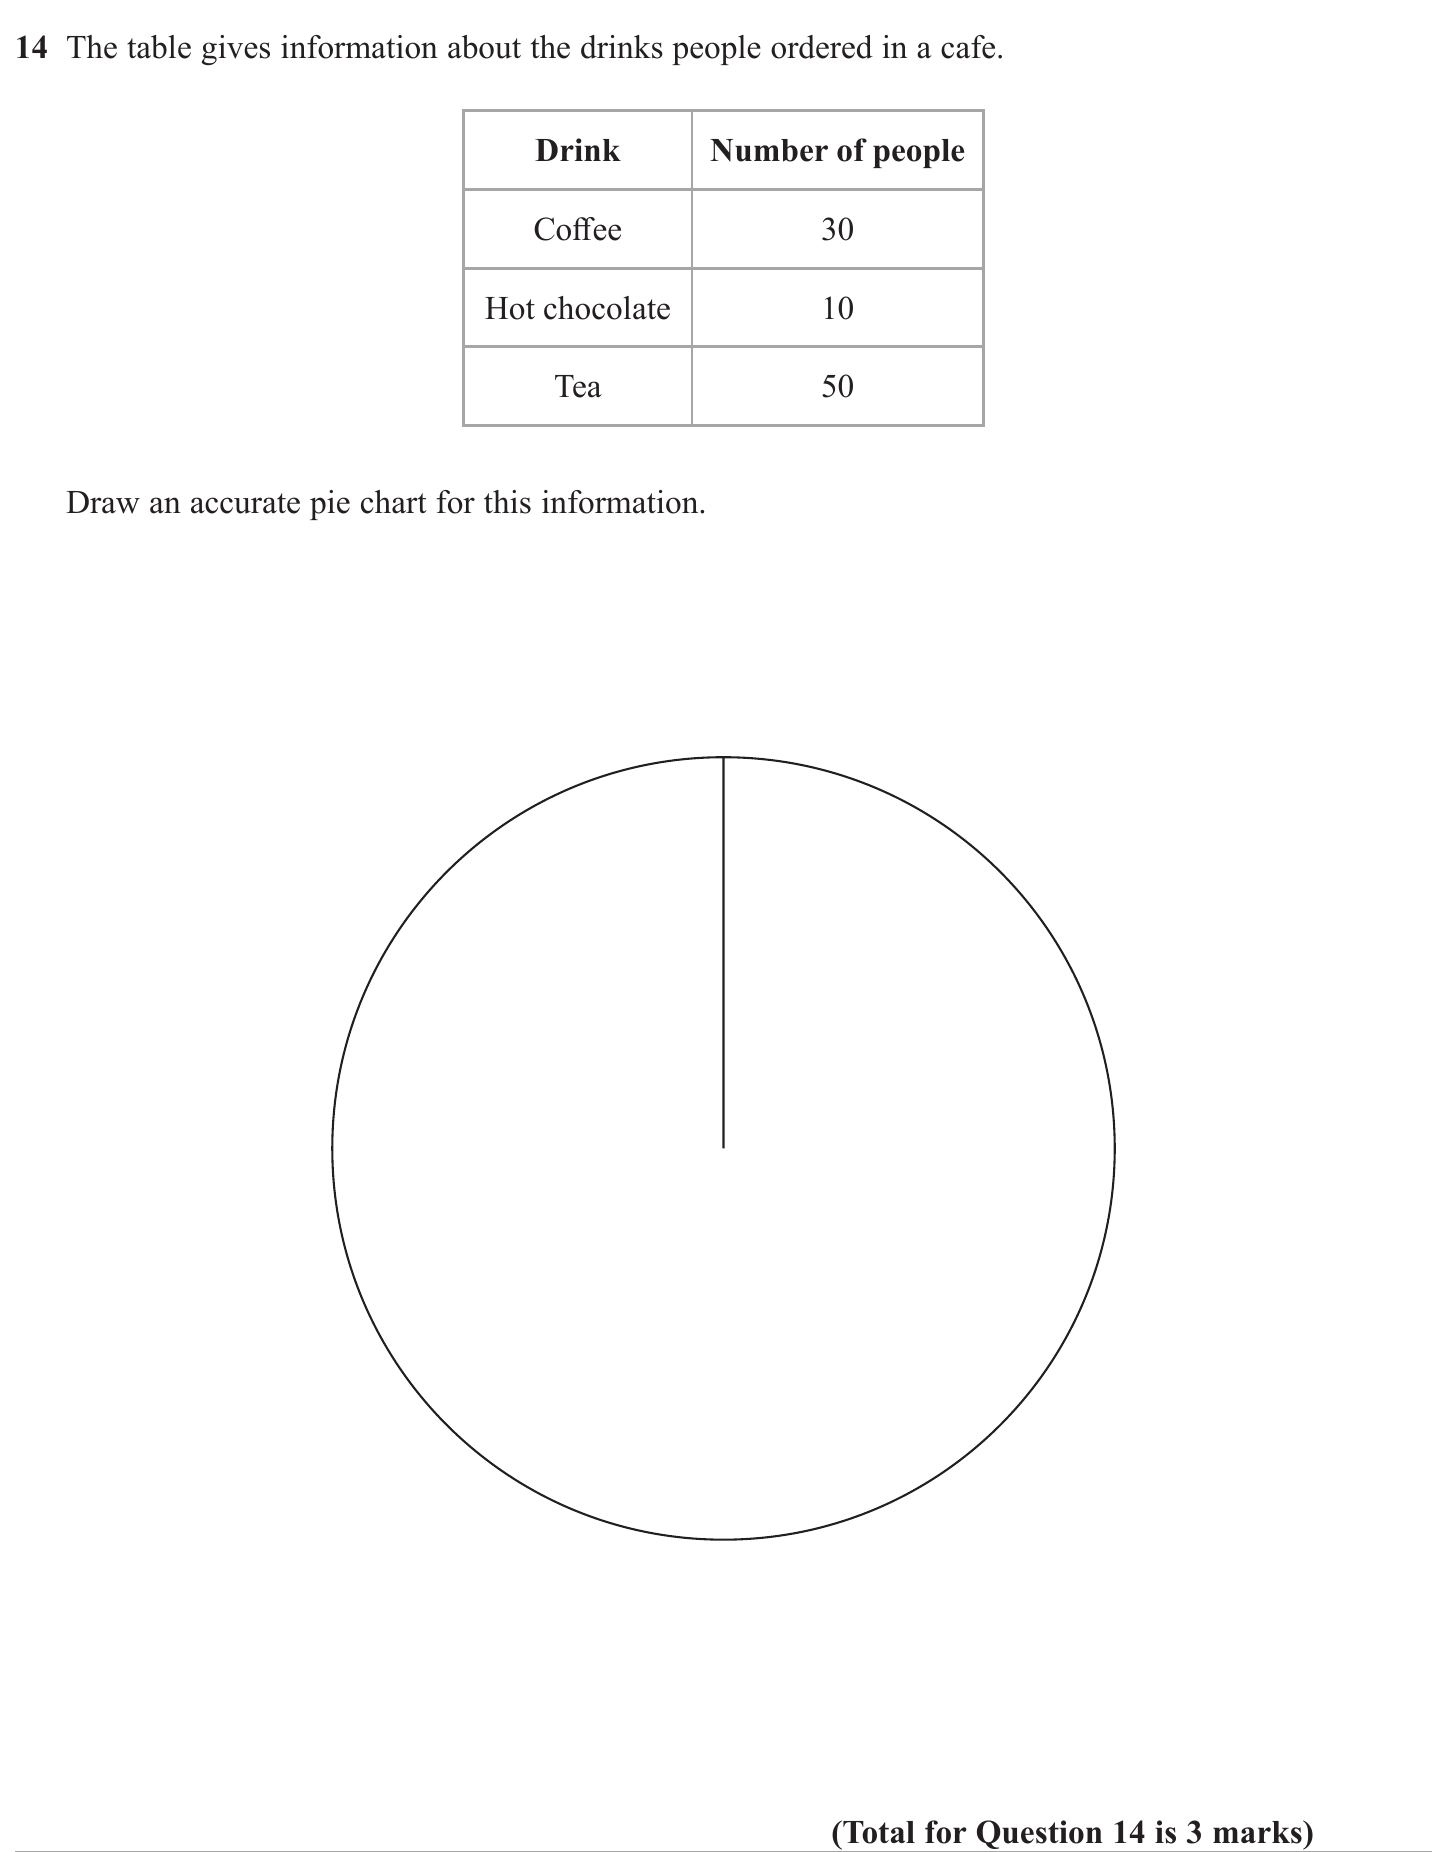 14 The table gives information about the drinks people ordered in a cafe.
Drink Number of people
Coffee 30
Hot chocolate 10
Tea 50
Draw an accurate pie chart for this information.
(Total for Question 14 is 3 marks)